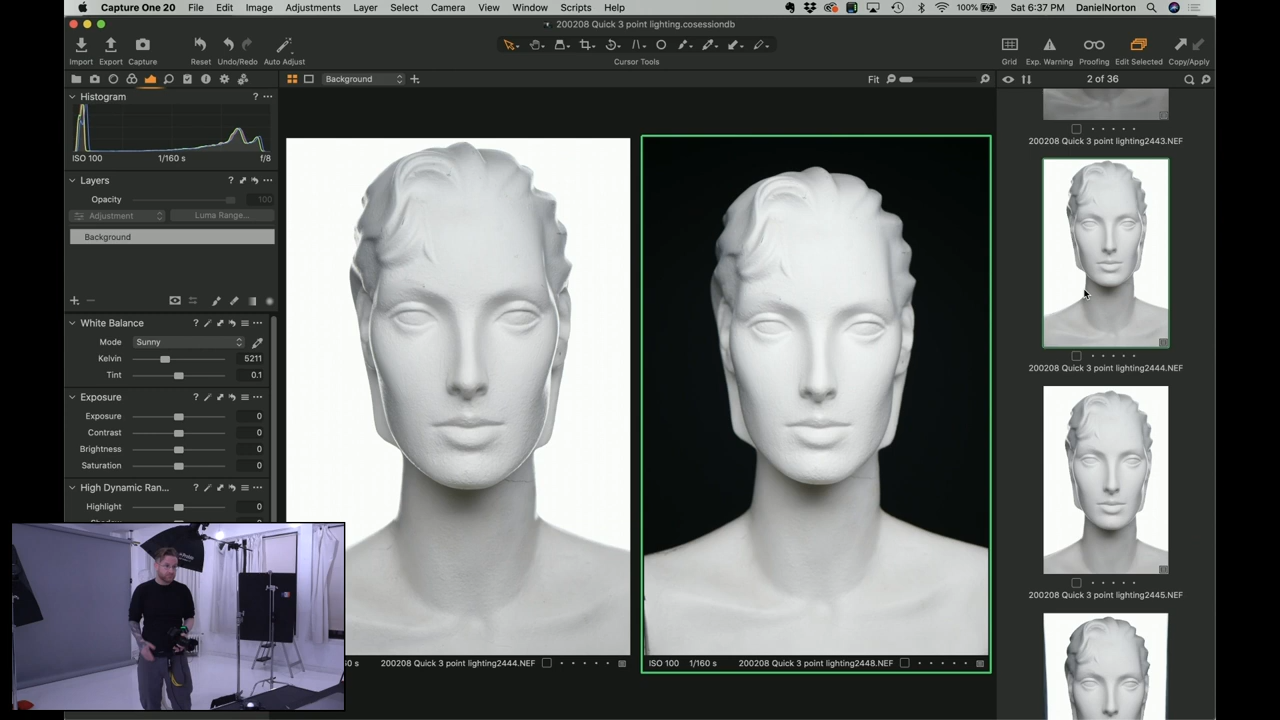 Capture One 20 File Edit Image Adjustments Layer Select Camera View Window Scripts Help 100% Sat 6:37 PM DanielNorton
200208 Quick 3 point lighting.cosessiondb
Import Export Capture Reset Undo/Redo Auto Adjust Cursor Tools Grid Exp. Warning Proofing Edit Selected Copy/Apply
Background Fit 2 of 36
Histogram
ISO 100 1/160 s f/8
Layers
Opacity 100
Adjustment Luma Range...
Background
White Balance
Mode Sunny
Kelvin 5211
Tint 0.1
Exposure
Exposure 0
Contrast 0
Brightness 0
Saturation 0
High Dynamic Ran...
Highlight 0
0 s 200208 Quick 3 point lighting2444.NEF
ISO 100 1/160 s 200208 Quick 3 point lighting2448.NEF
200208 Quick 3 point lighting2443.NEF
200208 Quick 3 point lighting2444.NEF
200208 Quick 3 point lighting2445.NEF